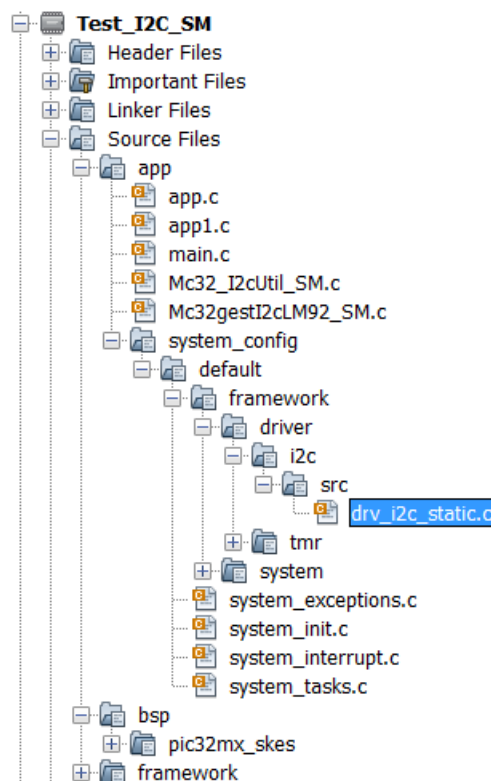 Test_I2C_SM
Header Files
Important Files
Linker Files
Source Files
app
app.c
app1.c
main.c
Mc32_I2cUtil_SM.c
Mc32gestI2cLM92_SM.c
system_config
default
framework
driver
i2c
src
drv_i2c_static.c
tmr
system
system_exceptions.c
system_init.c
system_interrupt.c
system_tasks.c
bsp
pic32mx_skes
framework